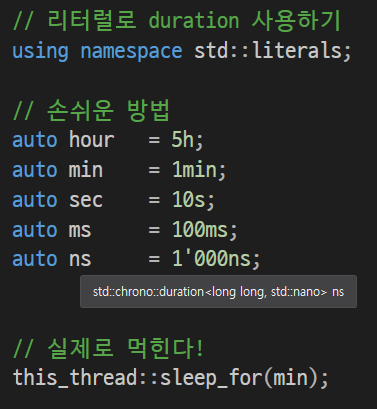 // 리터럴로 duration 사용하기
using namespace std::literals;
// 손쉬운 방법
auto hour = 5h;
auto min = 1min;
auto sec = 10s;
auto ms = 100ms;
auto ns = 1'000ns;
std::chrono::duration<long long, std::nano> ns
// 실제로 먹힌다!
this_thread::sleep_for(min);